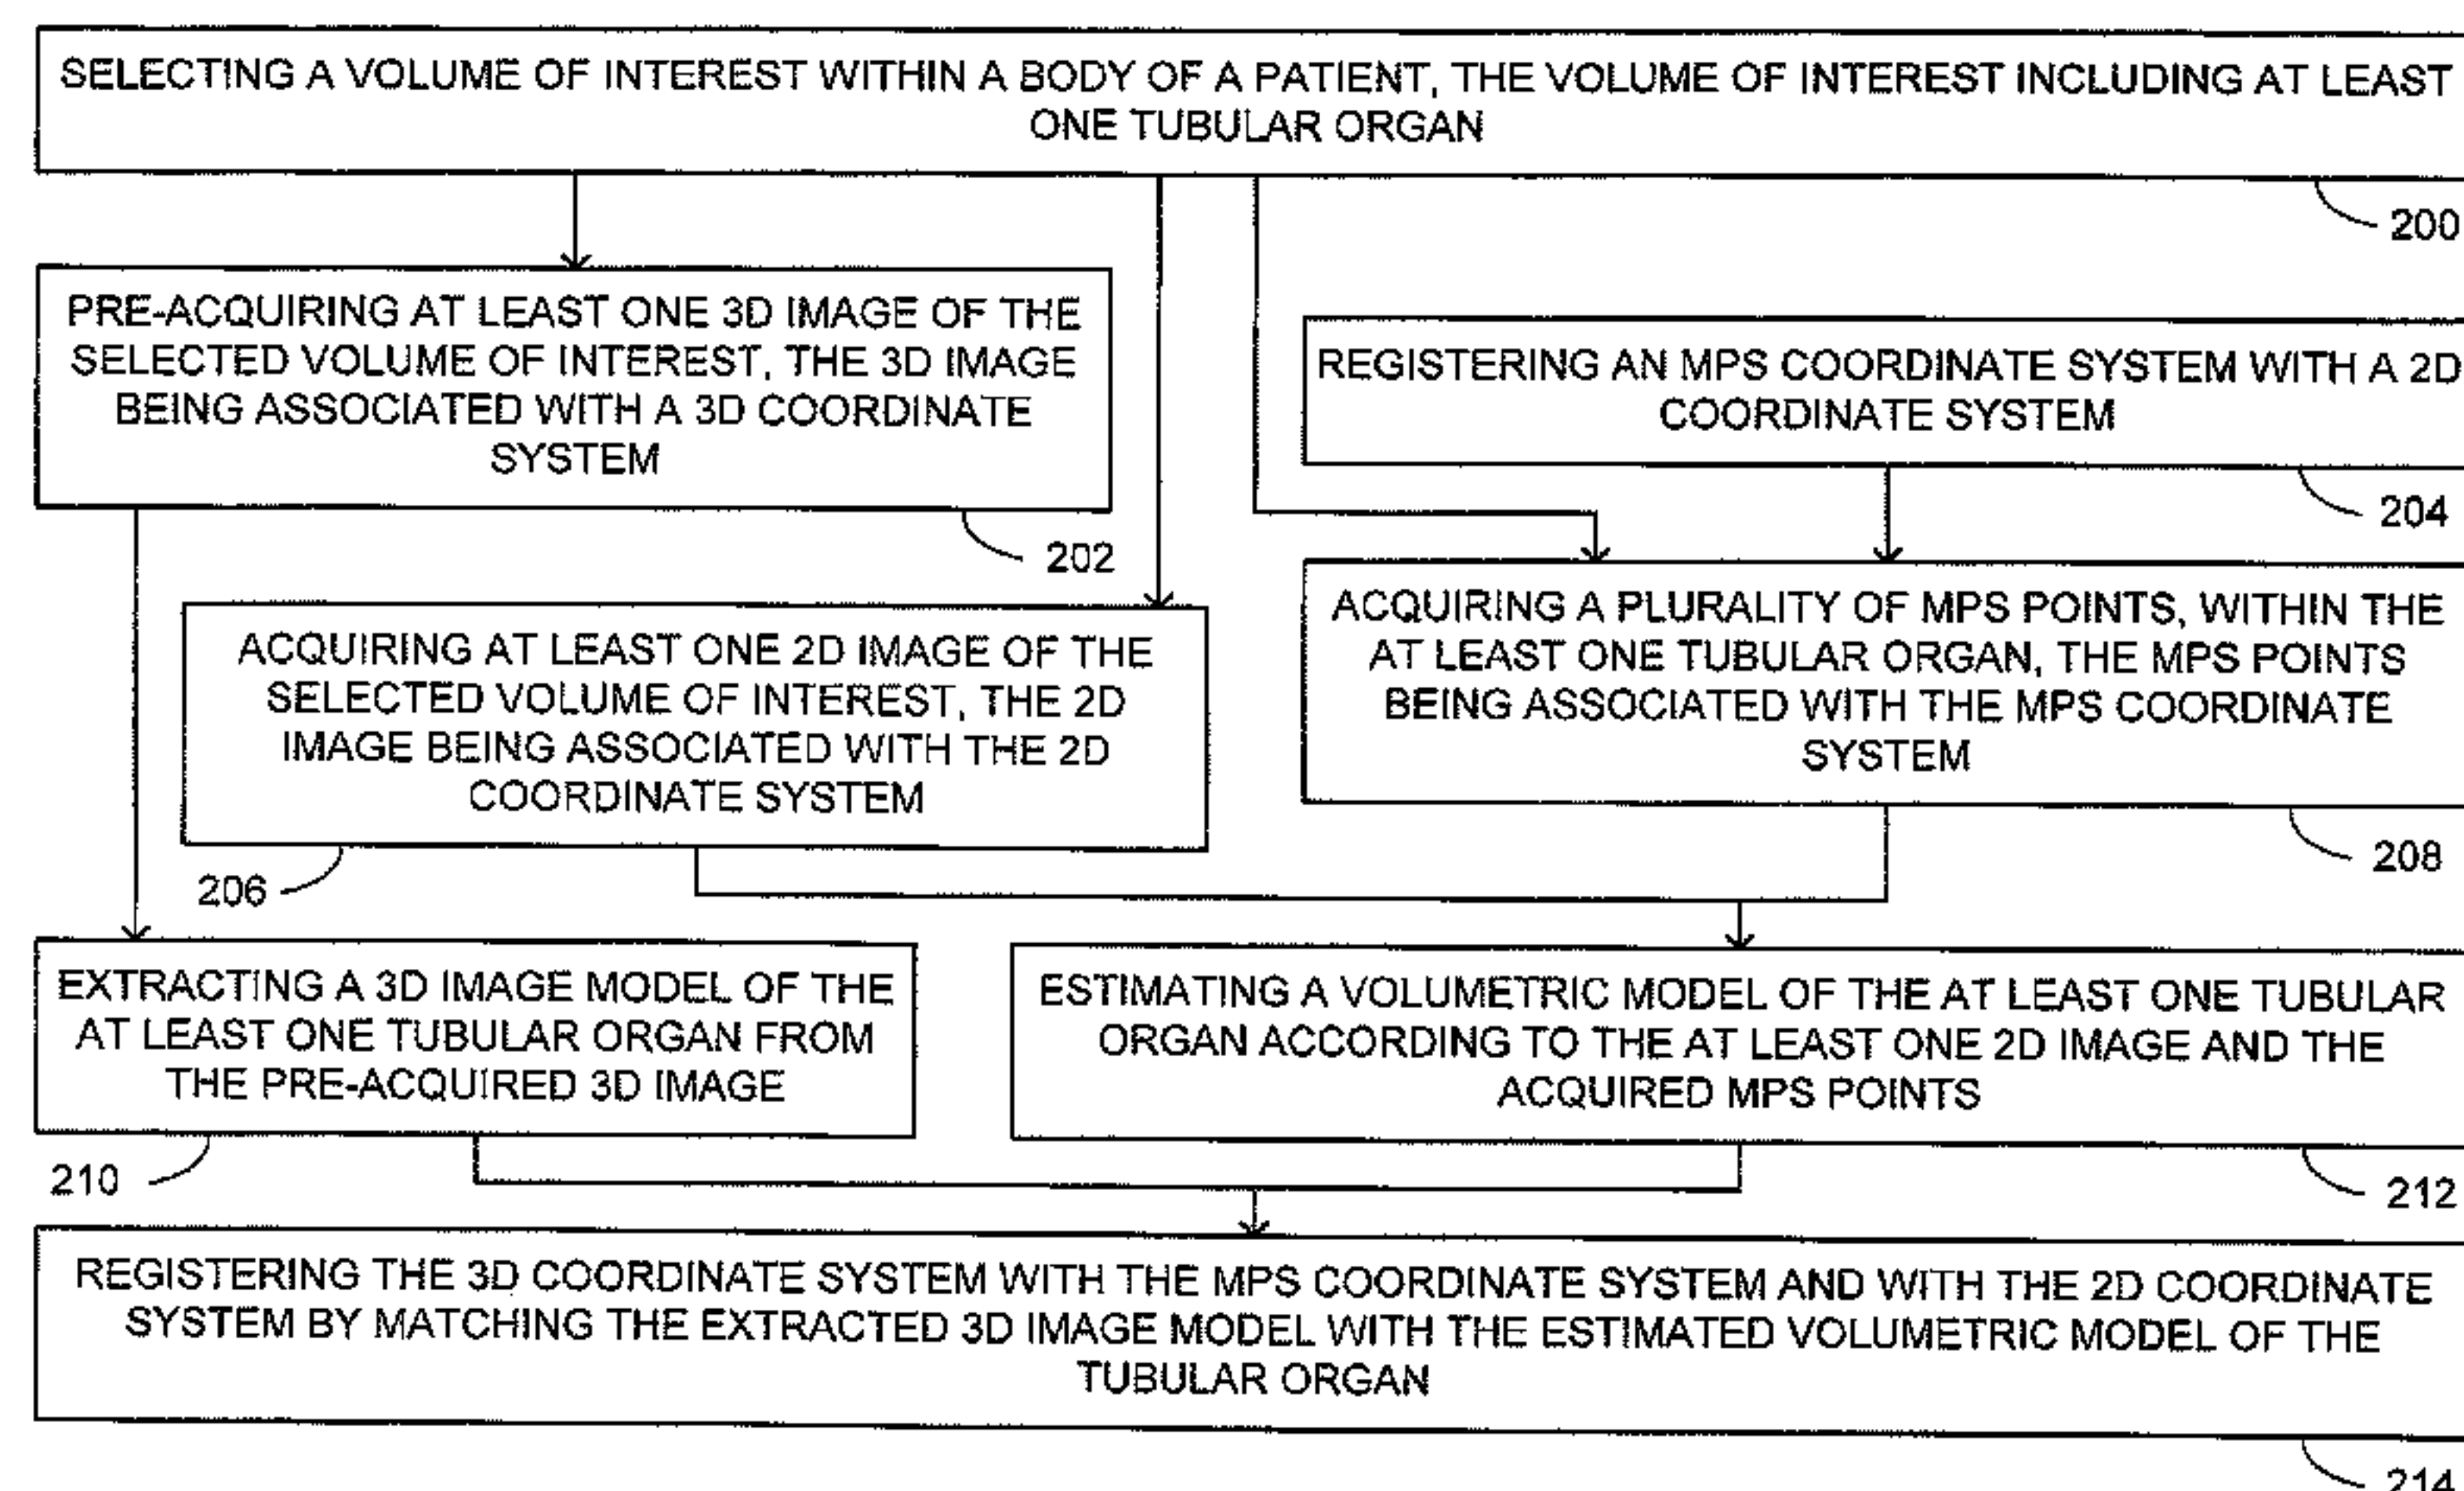 SELECTING A VOLUME OF INTEREST WITHIN A BODY OF A PATIENT, THE VOLUME OF INTEREST INCLUDING AT LEAST
ONE TUBULAR ORGAN
200
PRE-ACQUIRING AT LEAST ONE 3D IMAGE OF THE
SELECTED VOLUME OF INTEREST, THE 3D IMAGE
BEING ASSOCIATED WITH A 3D COORDINATE
SYSTEM
202
REGISTERING AN MPS COORDINATE SYSTEM WITH A 2D
COORDINATE SYSTEM
204
ACQUIRING AT LEAST ONE 2D IMAGE OF THE
SELECTED VOLUME OF INTEREST, THE 2D
IMAGE BEING ASSOCIATED WITH THE 2D
COORDINATE SYSTEM
206
ACQUIRING A PLURALITY OF MPS POINTS, WITHIN THE
AT LEAST ONE TUBULAR ORGAN, THE MPS POINTS
BEING ASSOCIATED WITH THE MPS COORDINATE
SYSTEM
208
EXTRACTING A 3D IMAGE MODEL OF THE
AT LEAST ONE TUBULAR ORGAN FROM
THE PRE-ACQUIRED 3D IMAGE
210
ESTIMATING A VOLUMETRIC MODEL OF THE AT LEAST ONE TUBULAR
ORGAN ACCORDING TO THE AT LEAST ONE 2D IMAGE AND THE
ACQUIRED MPS POINTS
212
REGISTERING THE 3D COORDINATE SYSTEM WITH THE MPS COORDINATE SYSTEM AND WITH THE 2D COORDINATE
SYSTEM BY MATCHING THE EXTRACTED 3D IMAGE MODEL WITH THE ESTIMATED VOLUMETRIC MODEL OF THE
TUBULAR ORGAN
214